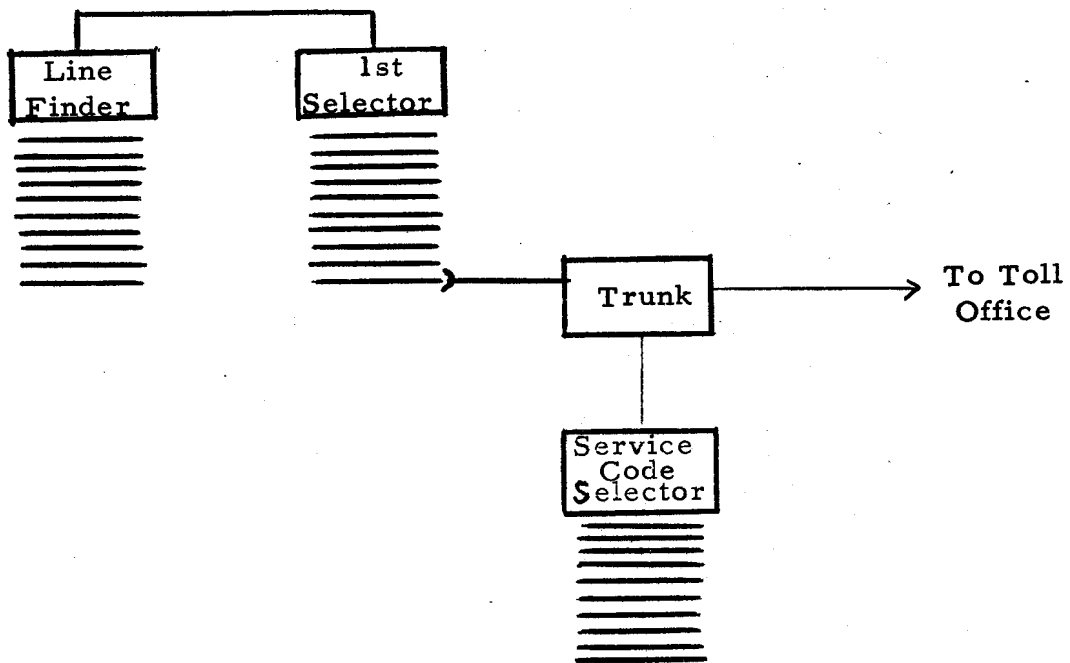 Line
Finder
1st
Selector
Trunk
To Toll
Office
Service
Code
Selector